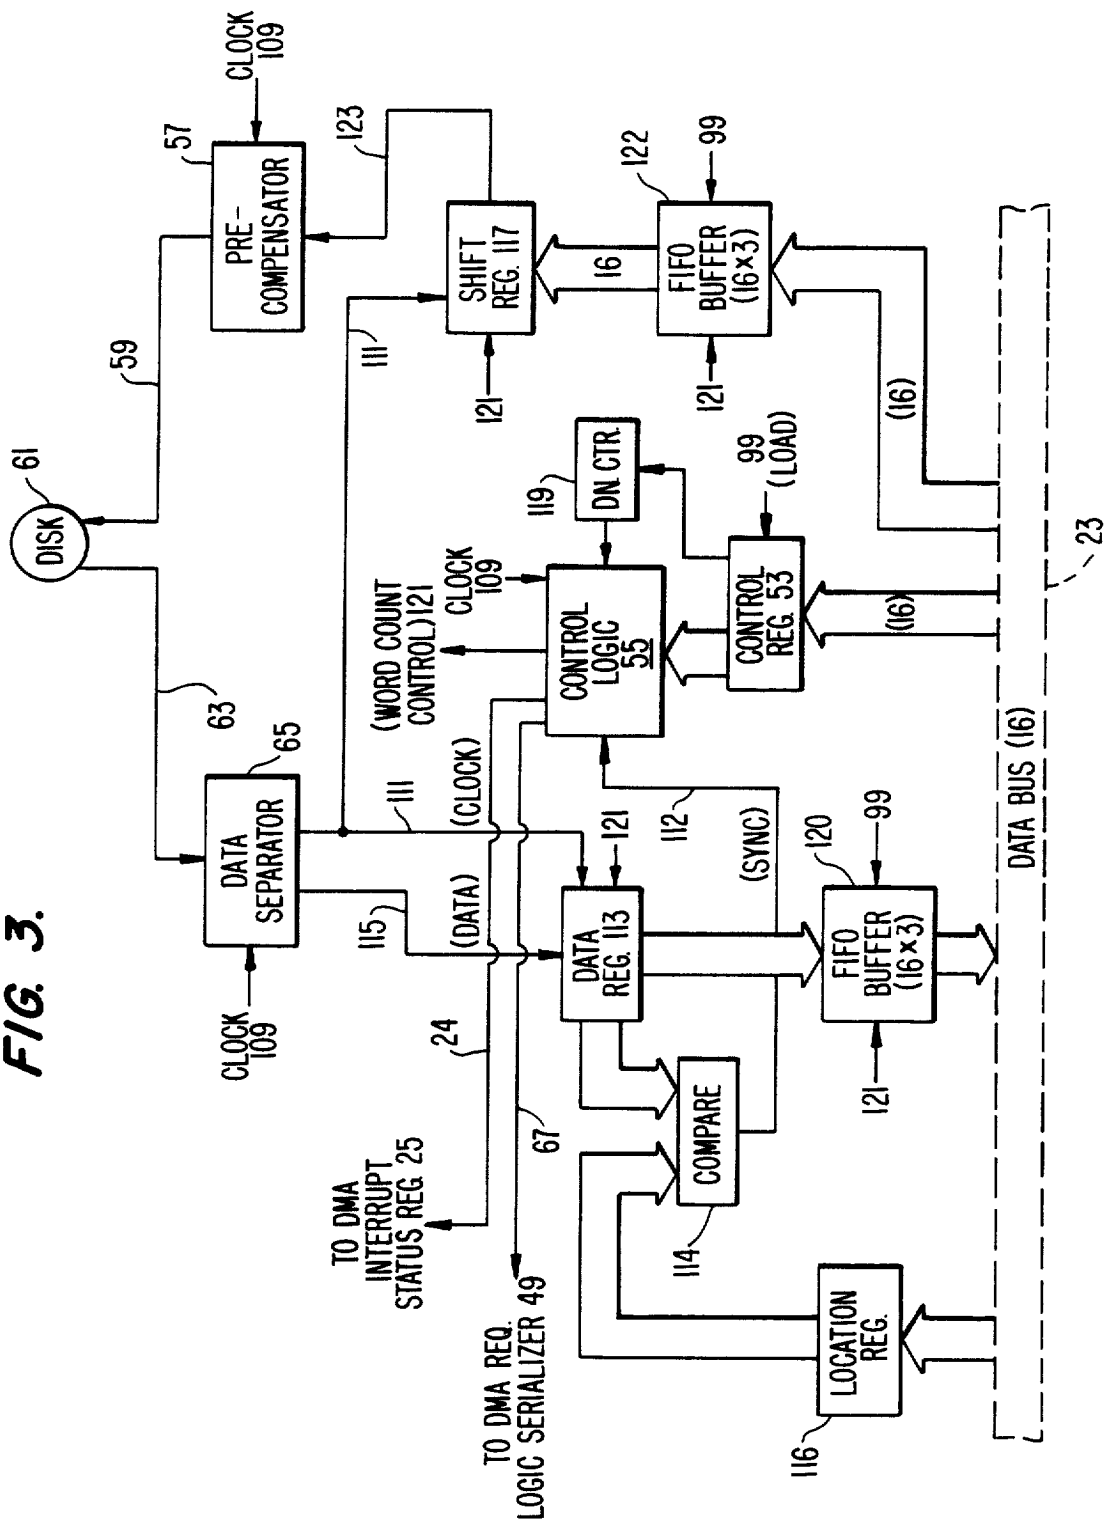 FIG. 3.
CLOCK
109
DATA
SEPARATOR
65
63
DISK
61
59
PRE-
COMPENSATOR
57
CLOCK
109
123
115
(DATA)
111
(CLOCK)
111
TO DMA
INTERRUPT
STATUS REG. 25
24
TO DMA REQ.
LOGIC SERIALIZER 49
67
(WORD COUNT
CONTROL) 121
CLOCK
109
SHIFT
REG. 117
121
DATA
REG. 113
121
CONTROL
LOGIC
55
DN. CTR.
119
16
COMPARE
114
(SYNC)
112
CONTROL
REG. 53
99
(LOAD)
FIFO
BUFFER
(16×3)
122
121
99
LOCATION
REG.
116
FIFO
BUFFER
(16×3)
120
121
99
(16)
(16)
DATA BUS (16)
23